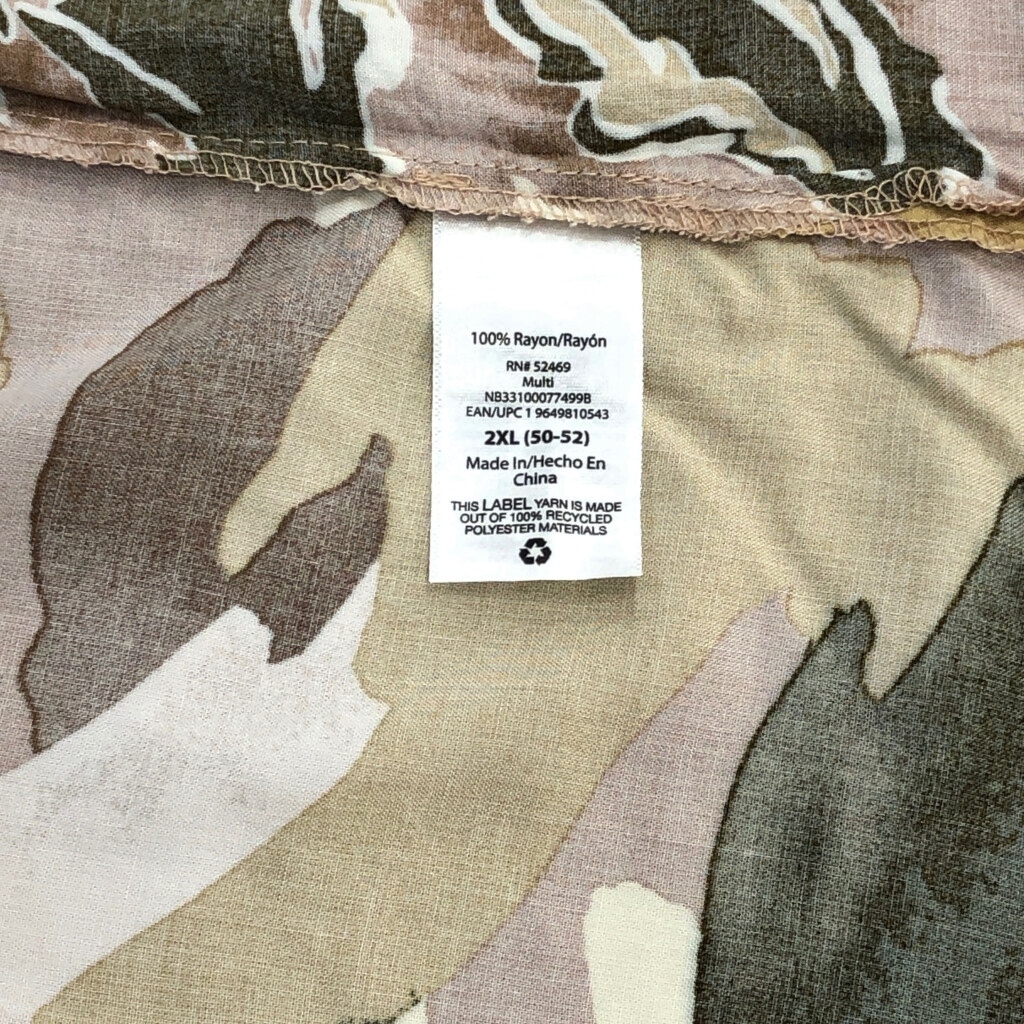 100% Rayon/Rayón
RN# 52469
Multi
NB33100077499B
EAN/UPC 1 9649810543
2XL (50-52)
Made In/Hecho En
China
THIS LABEL YARN IS MADE
OUT OF 100% RECYCLED
POLYESTER MATERIALS